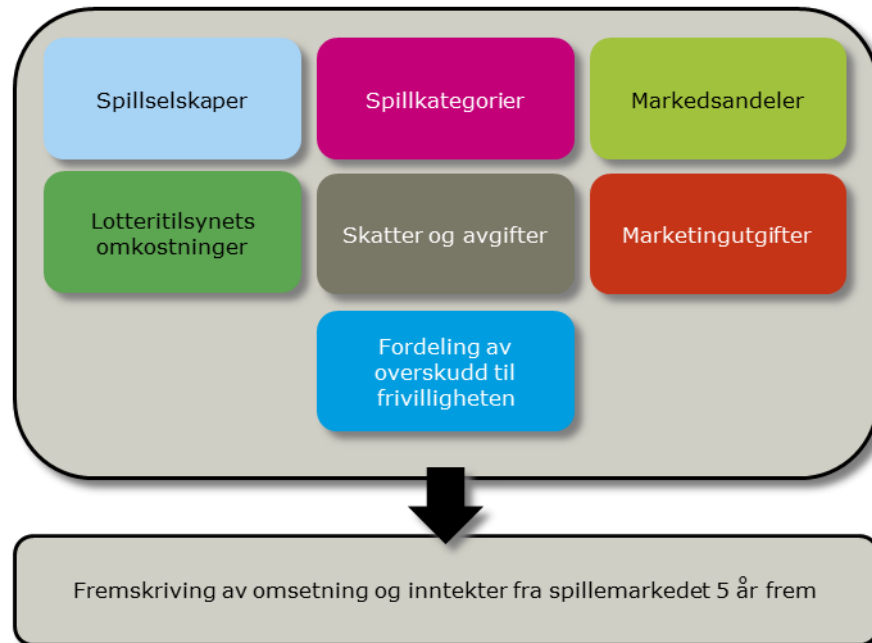 Spillselskaper
Spillkategorier
Markedsandeler
Lotteritilsynets
omkostninger
Skatter og avgifter
Marketingutgifter
Fordeling av
overskudd til
frivilligheten
Fremskriving av omsetning og inntekter fra spillemarkedet 5 år frem